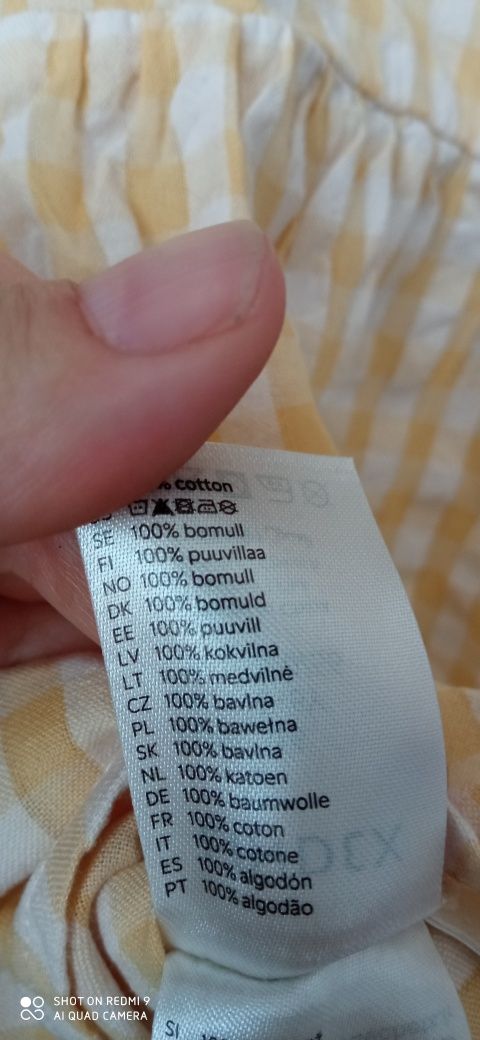 % cotton
SE 100% bomull
FI 100% puuvillaa
NO 100% bomull
DK 100% bomuld
EE 100% puuvill
LV 100% kokvilna
LT 100% medvilnė
CZ 100% bavlna
PL 100% bawełna
SK 100% bavlna
NL 100% katoen
DE 100% baumwolle
FR 100% coton
IT 100% cotone
ES 100% algodón
PT 100% algodão
SI
SHOT ON REDMI 9
AI QUAD CAMERA